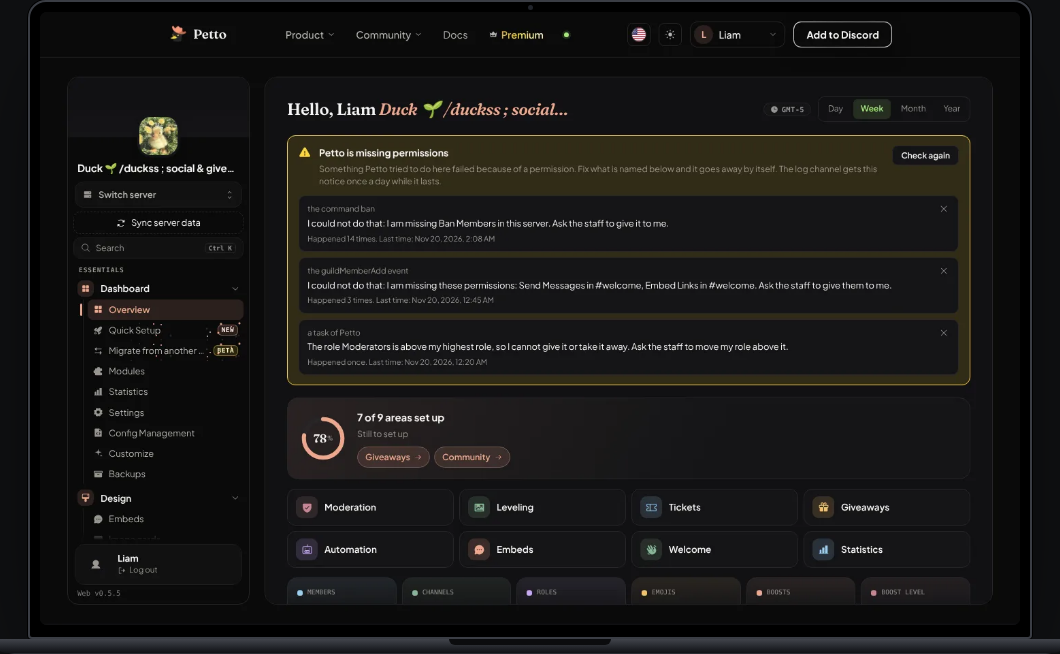 Petto
Product
Community
Docs
Premium
L Liam
Add to Discord
Duck /duckss ; social & give...
Switch server
Sync server data
Search
Ctrl K
ESSENTIALS
Dashboard
Overview
Quick Setup
NEW
Migrate from another ...
BETA
Modules
Statistics
Settings
Config Management
Customize
Backups
Design
Embeds
Liam
Log out
Web v0.5.5
Hello, Liam Duck 🌱/duckss ; social...
GMT-5
Day
Week
Month
Year
Petto is missing permissions
Something Petto tried to do here failed because of a permission. Fix what is named below and it goes away by itself. The log channel gets this
notice once a day while it lasts.
Check again
the command ban
I could not do that: I am missing Ban Members in this server. Ask the staff to give it to me.
Happened 14 times. Last time: Nov 20, 2026, 2:08 AM
the guildMemberAdd event
I could not do that: I am missing these permissions: Send Messages in #welcome, Embed Links in #welcome. Ask the staff to give them to me.
Happened 3 times. Last time: Nov 20, 2026, 12:45 AM
a task of Petto
The role Moderators is above my highest role, so I cannot give it or take it away. Ask the staff to move my role above it.
Happened once. Last time: Nov 20, 2026, 12:20 AM
78%
7 of 9 areas set up
Still to set up
Giveaways →
Community →
Moderation
Leveling
Tickets
Giveaways
Automation
Embeds
Welcome
Statistics
MEMBERS
CHANNELS
ROLES
EMOJIS
BOOSTS
BOOST LEVEL